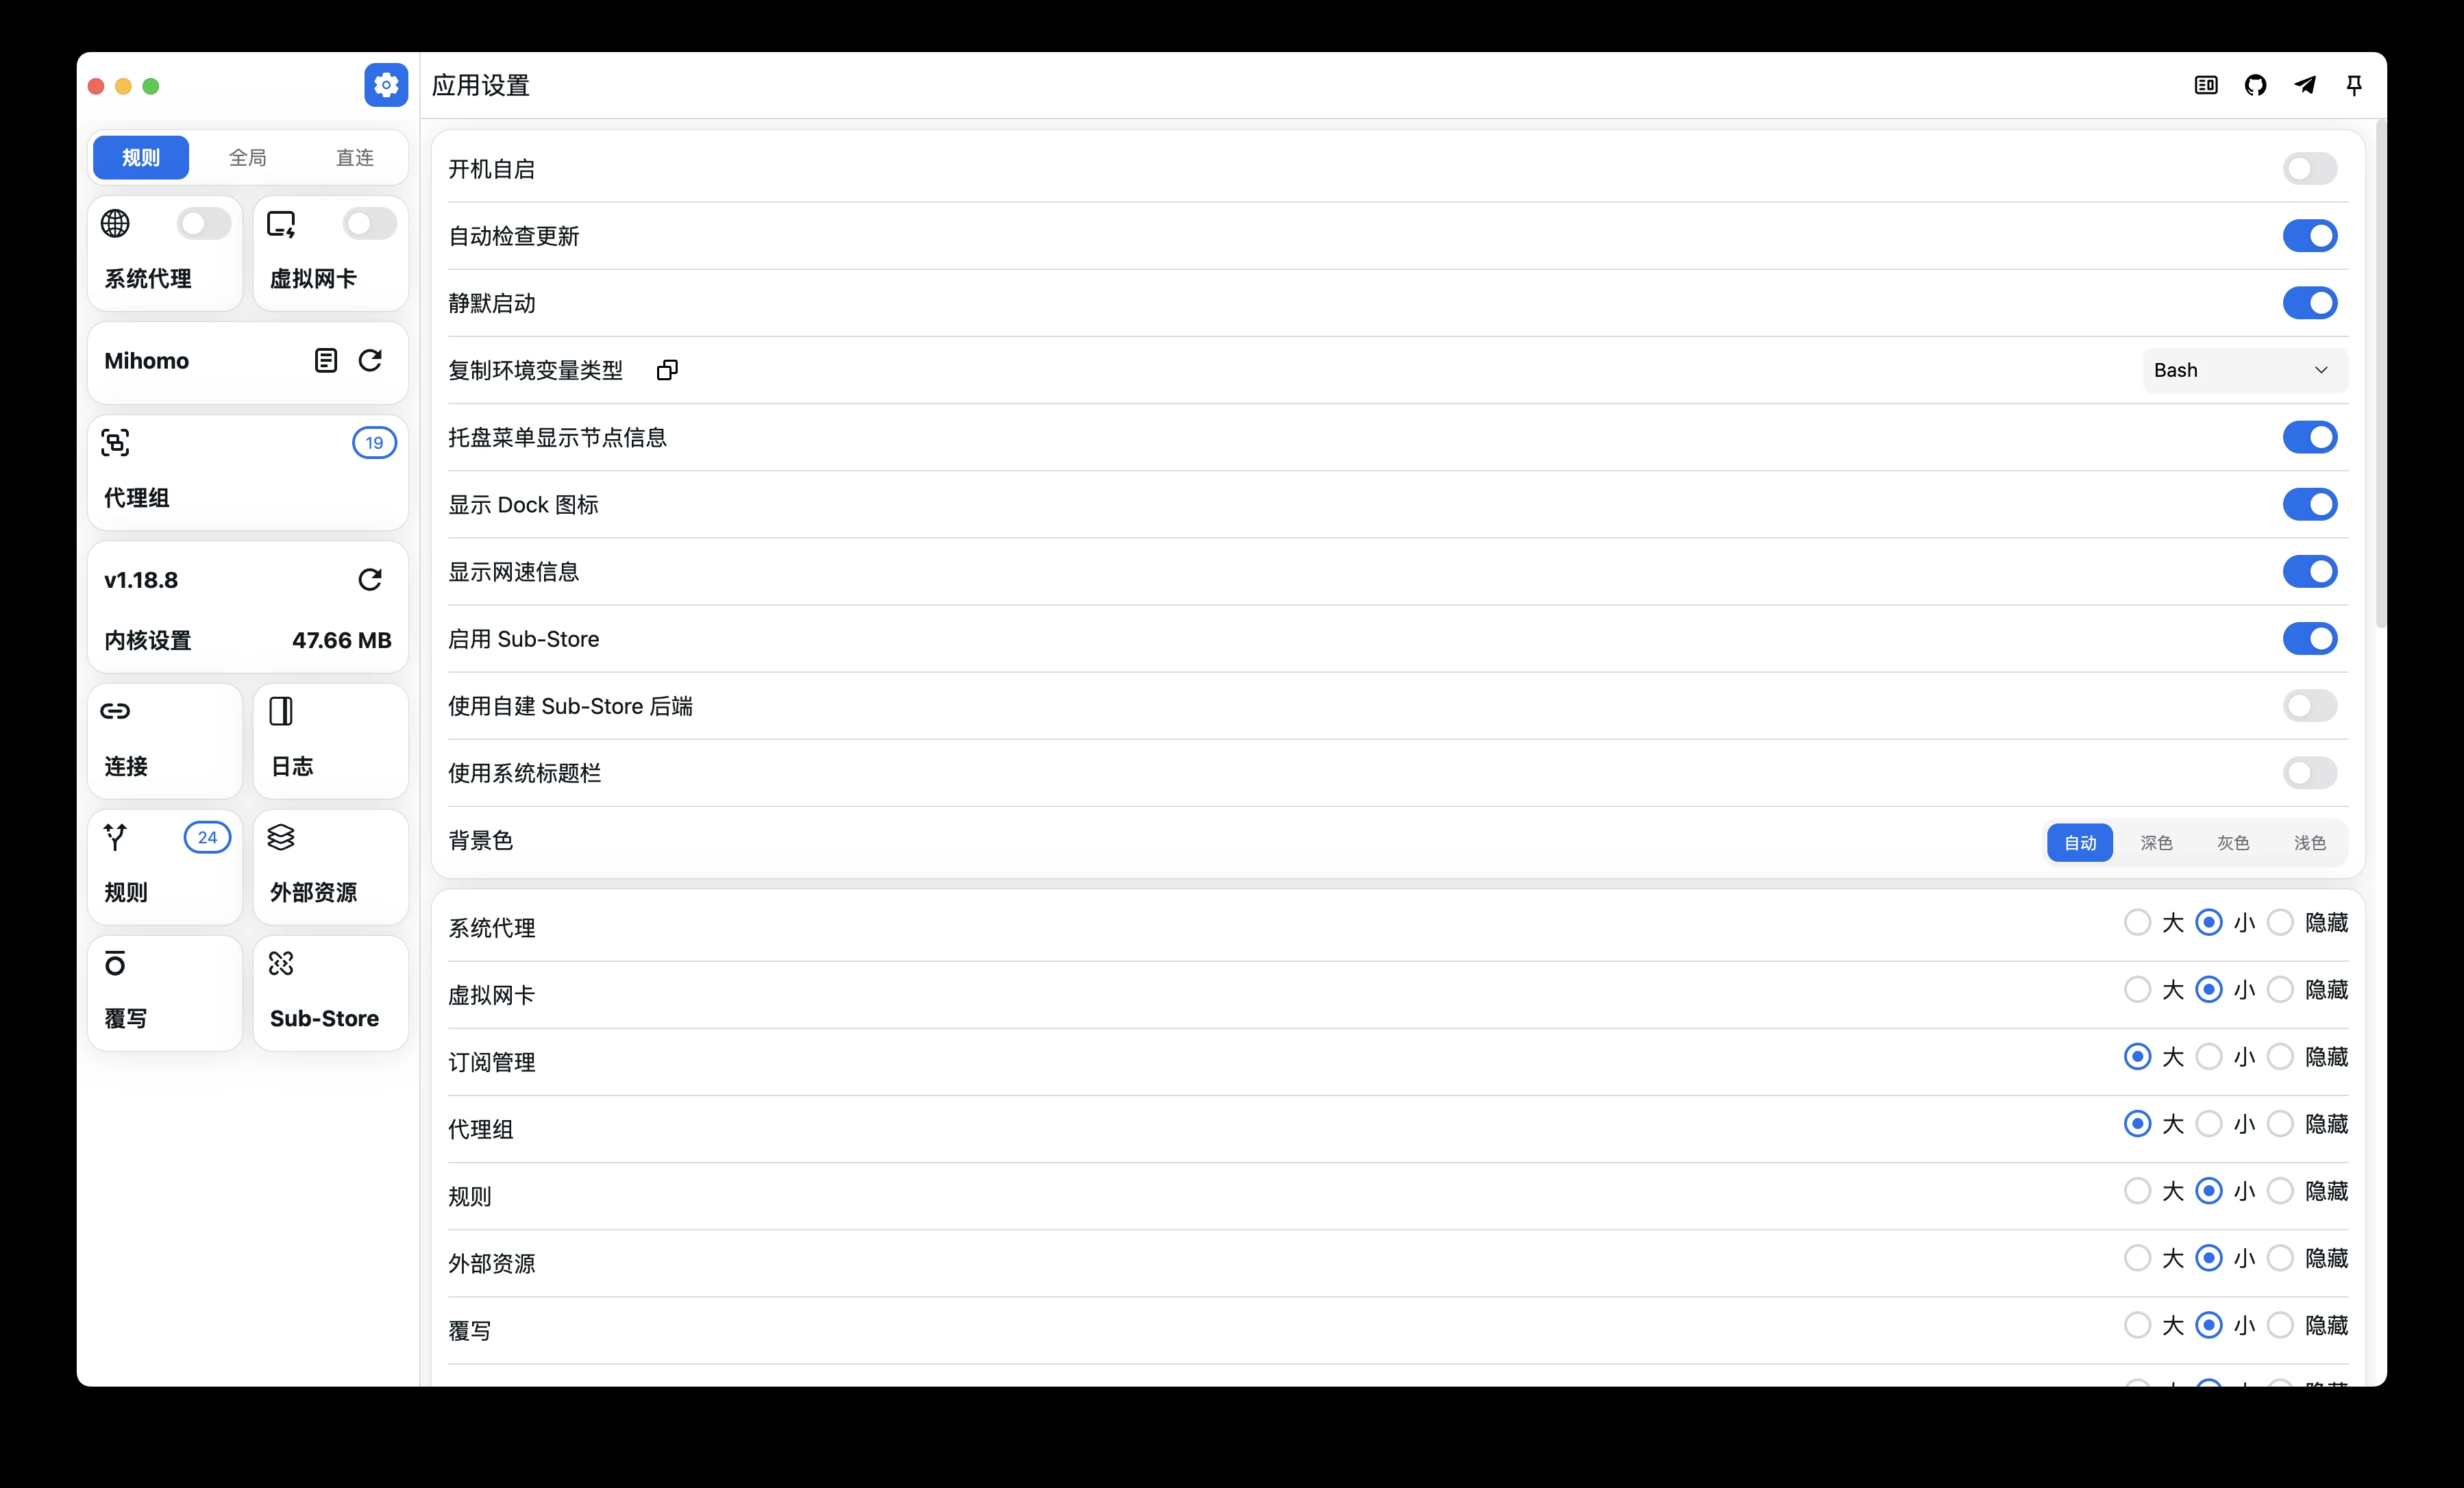 应用设置
规则 全局 直连
系统代理 虚拟网卡
Mihomo
19
代理组
v1.18.8
内核设置 47.66 MB
连接 日志
24
规则 外部资源
覆写 Sub-Store
开机自启
自动检查更新
静默启动
复制环境变量类型 Bash
托盘菜单显示节点信息
显示 Dock 图标
显示网速信息
启用 Sub-Store
使用自建 Sub-Store 后端
使用系统标题栏
背景色 自动 深色 灰色 浅色
系统代理 大 小 隐藏
虚拟网卡 大 小 隐藏
订阅管理 大 小 隐藏
代理组 大 小 隐藏
规则 大 小 隐藏
外部资源 大 小 隐藏
覆写 大 小 隐藏